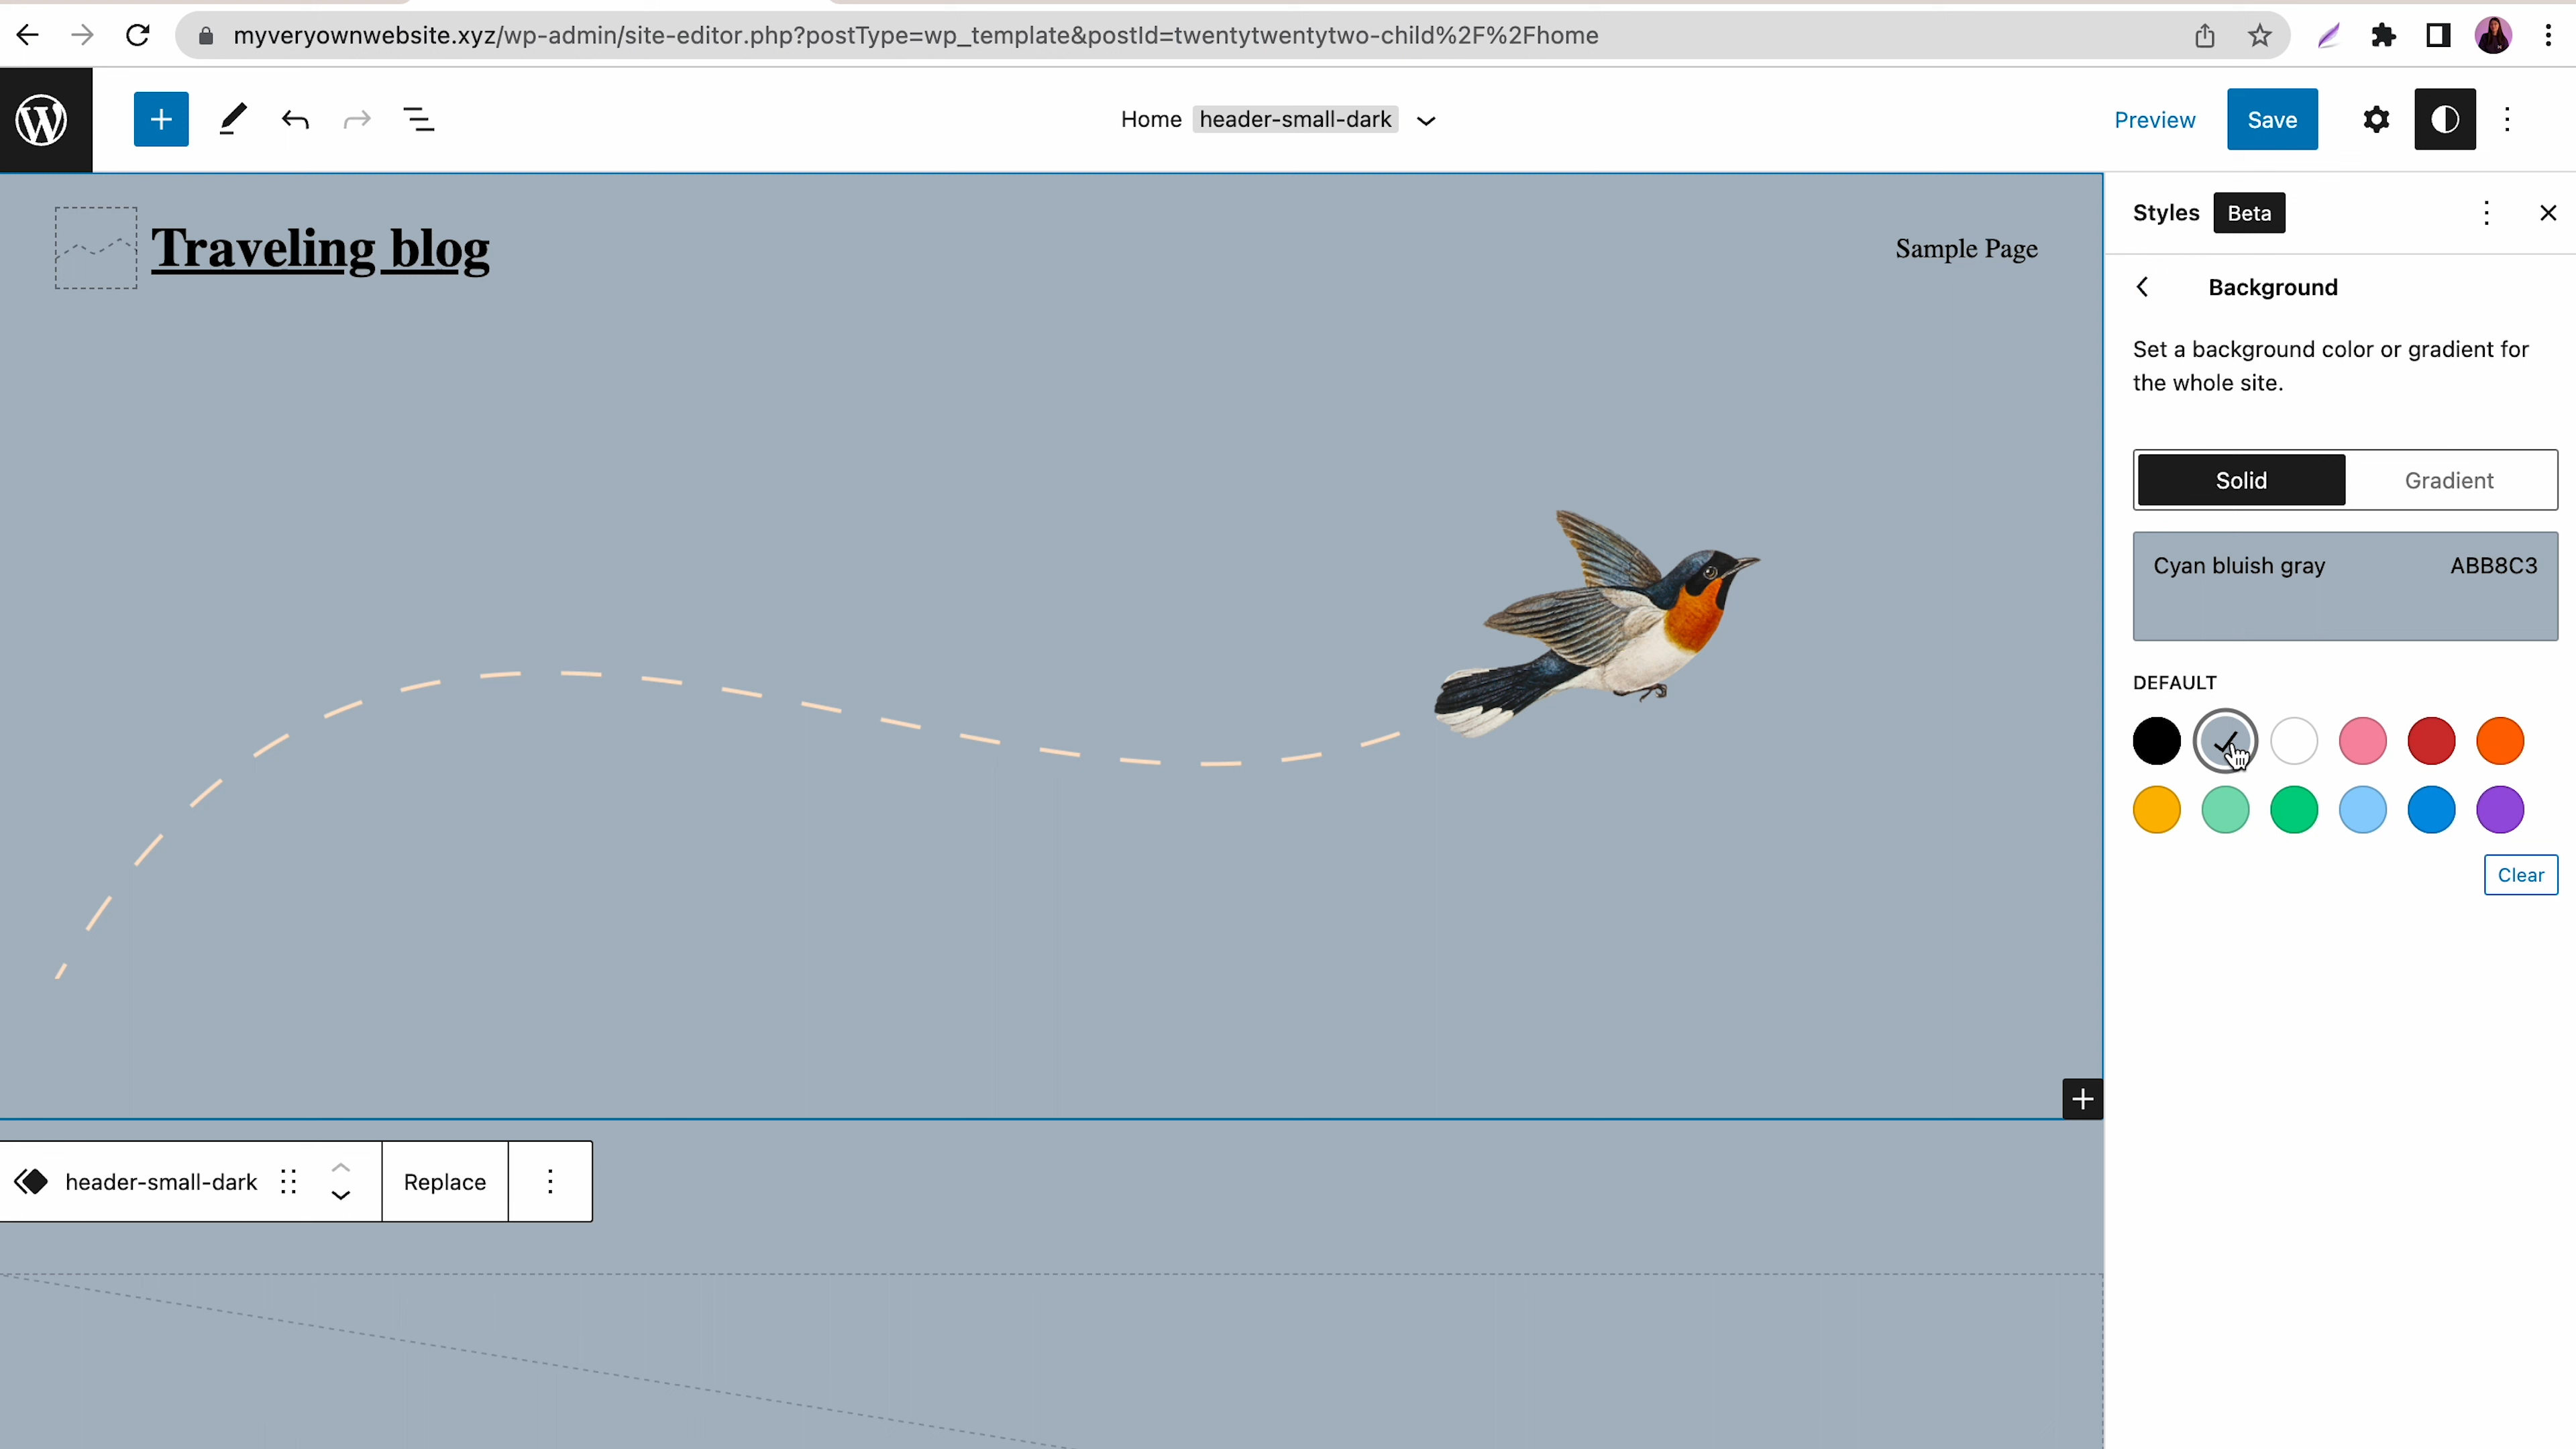 myveryownwebsite.xyz/wp-admin/site-editor.php?postType=wp_template&postId=twentytwentytwo-child%2F%2Fhome
Home header-small-dark
Preview Save
Styles Beta
Traveling blog
Sample Page
Background
Set a background color or gradient for
the whole site.
Solid Gradient
Cyan bluish gray ABB8C3
DEFAULT
Clear
header-small-dark Replace